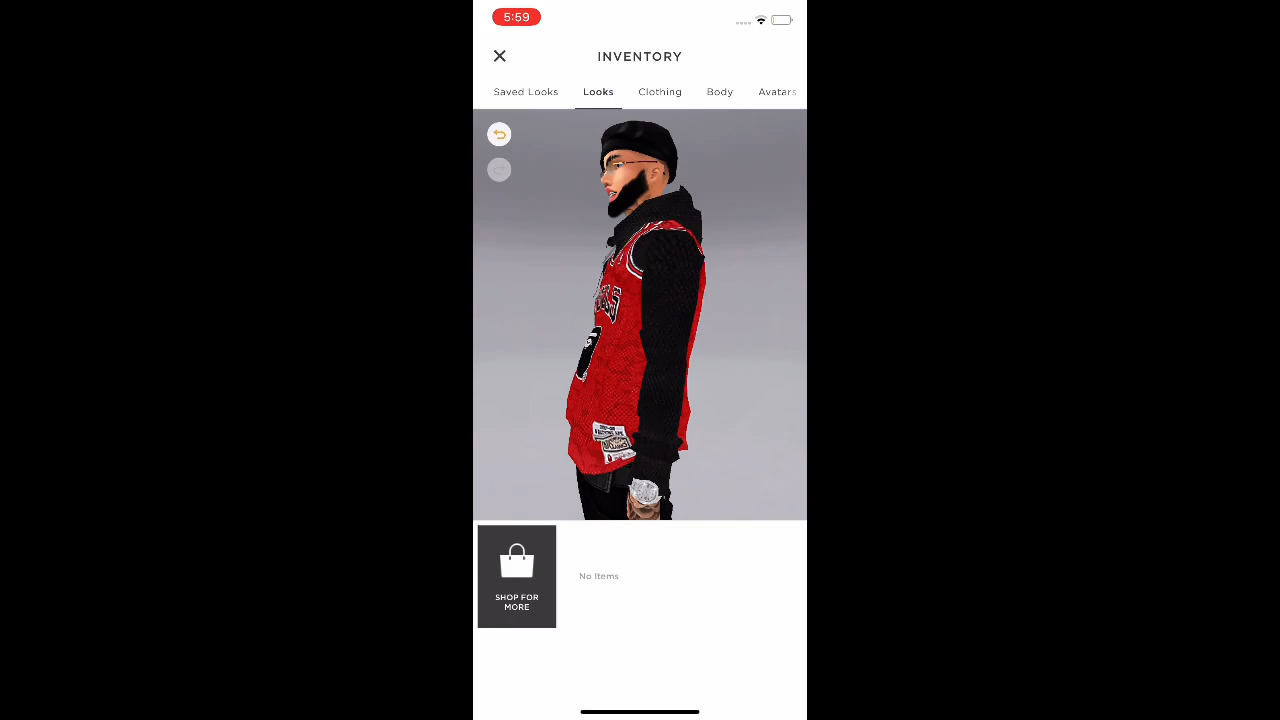 5:59
INVENTORY
Saved Looks Looks Clothing Body Avatars
SHOP FOR
MORE
No Items